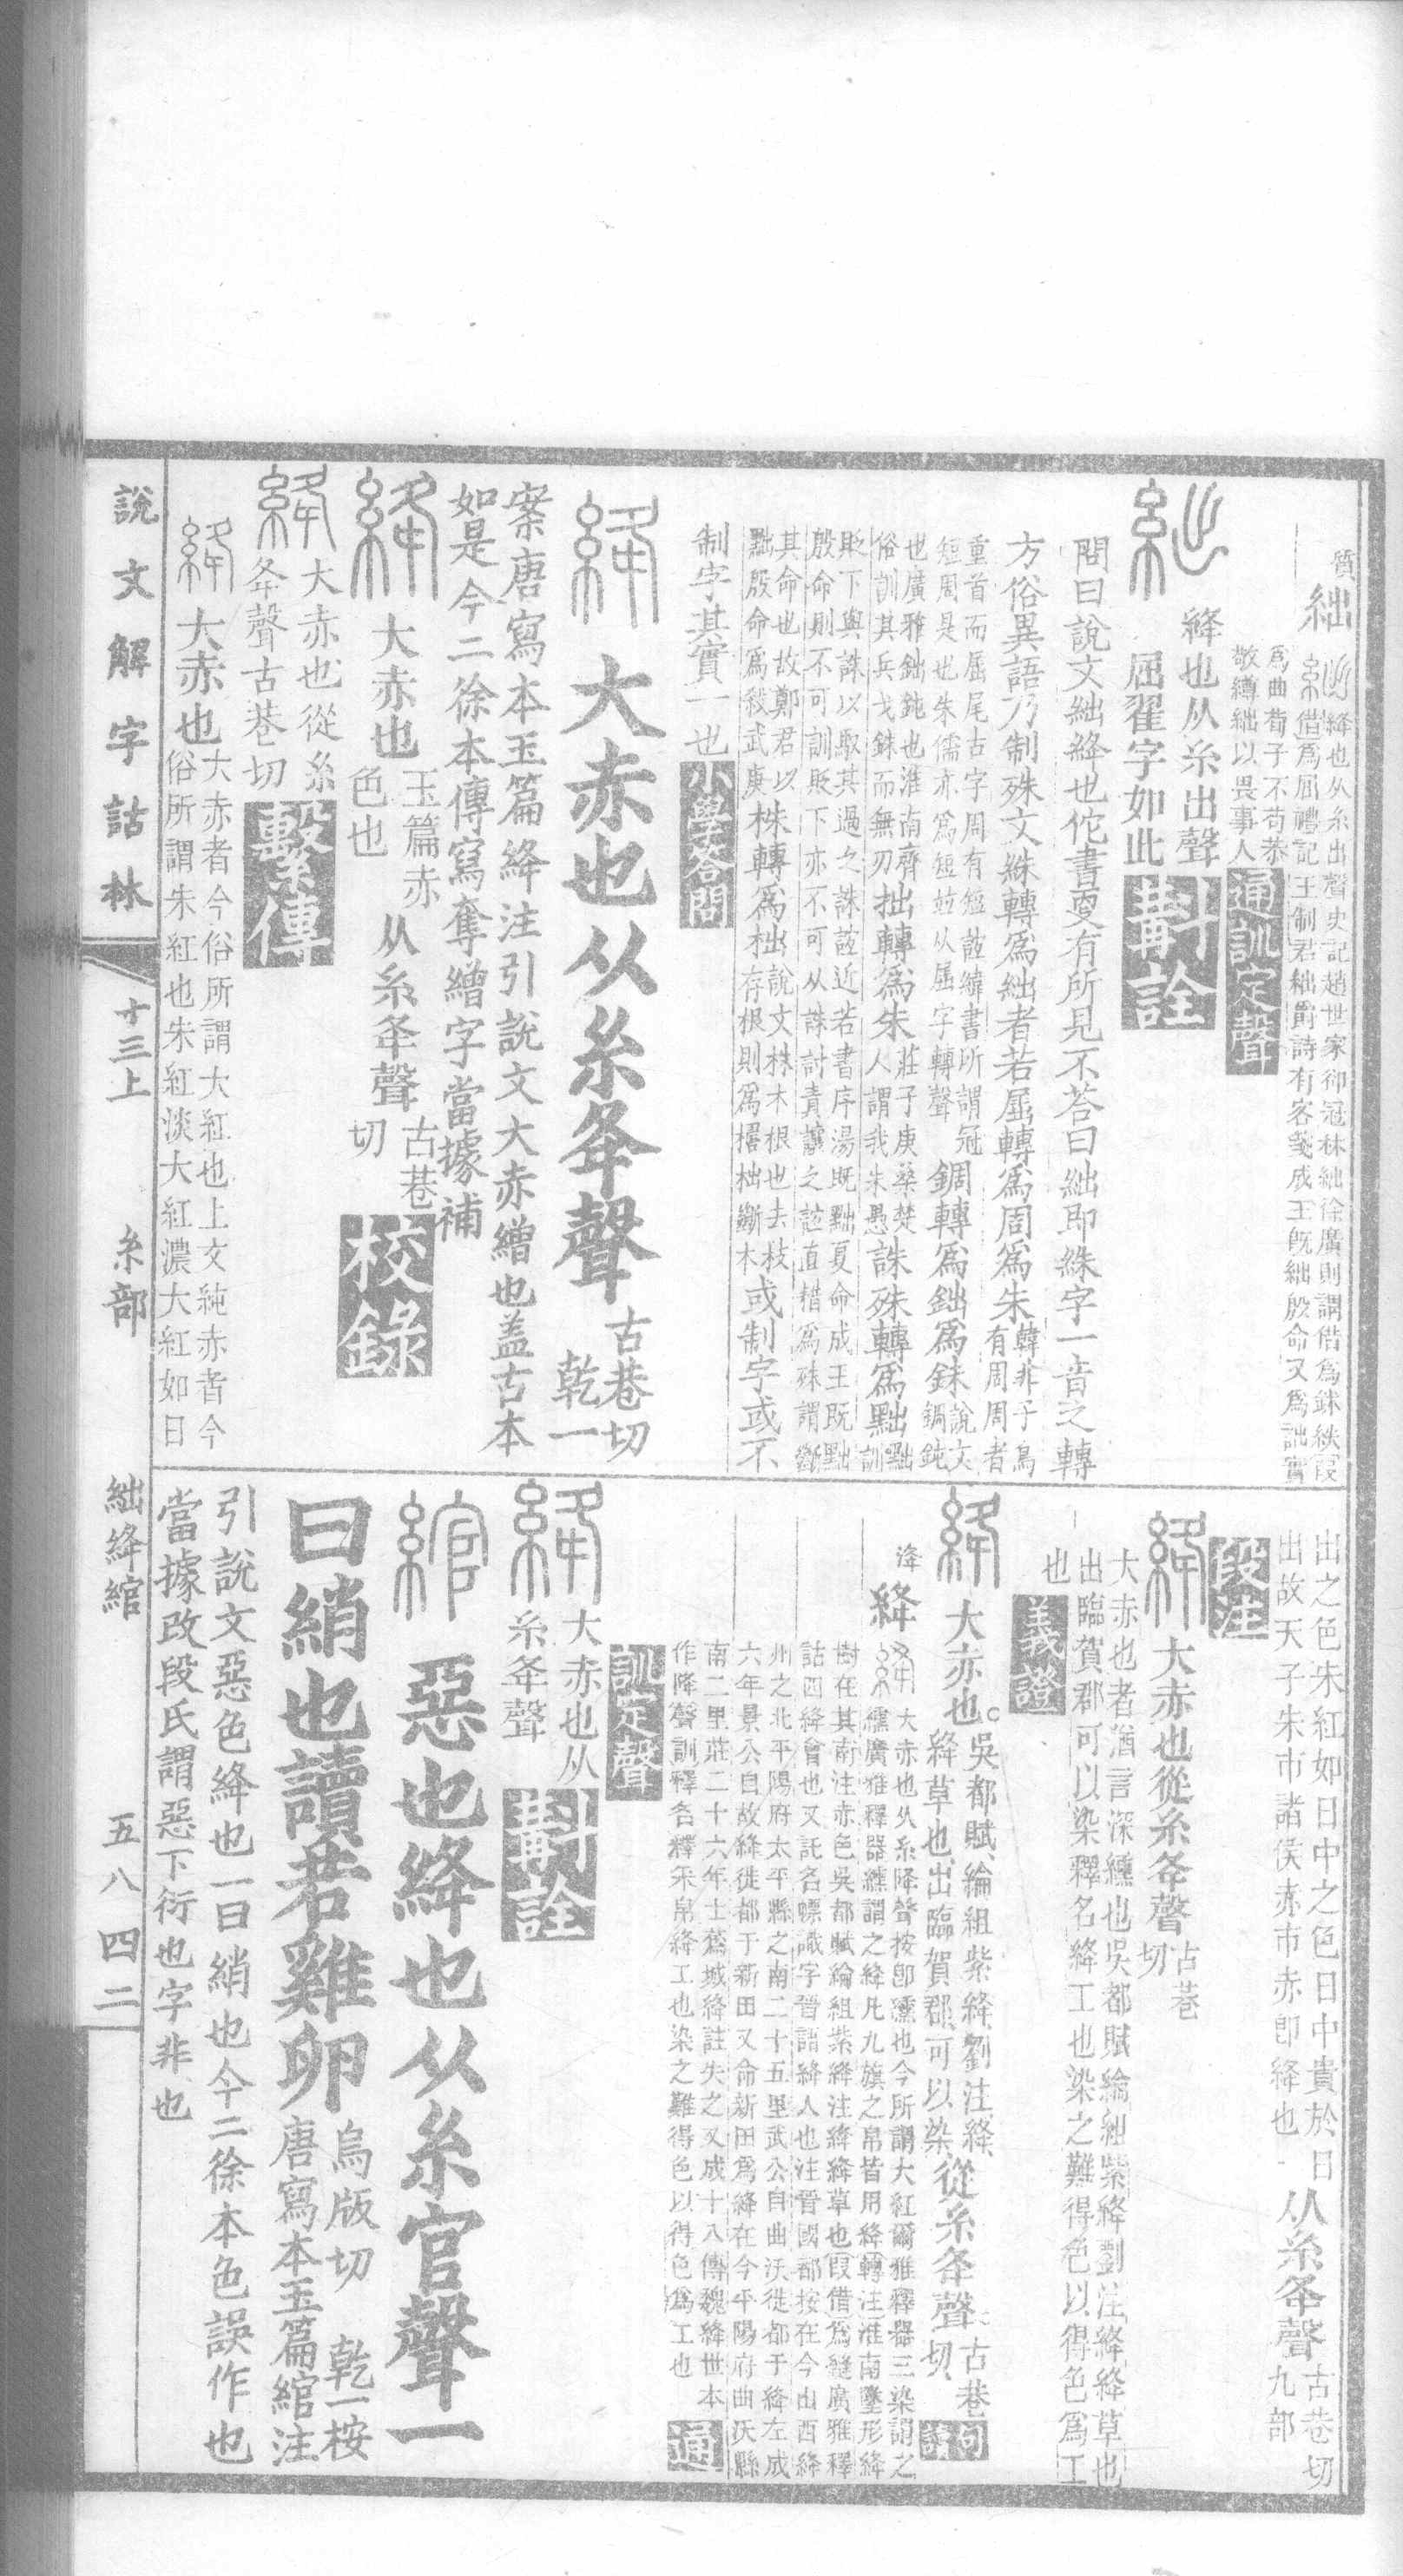 質
絀
絳也从糸出聲史記趙世家卻冠秫絀徐廣則謂借爲鉥紩叚
借爲屈禮記王制君絀爵詩有客箋成王旣絀殷命又爲詘實
爲曲荀子不苟恭
敬縛絀以畏事人
通訓定聲
絳也从糸出聲
屈翟字如此
斠詮
問曰說文絀絳也佗書更有所見不荅曰絀卽絑字一音之轉
方俗異語乃制殊文絑轉爲絀者若屈轉爲周爲朱
韓非子鳥
有周周者
重首而屈尾古字周有短誼緯書所謂冠
短周是也朱儒亦爲短竝从屈字轉聲
錭轉爲鈯爲銖
說文
錭鈍
也廣雅鈯鈍也淮南齊
俗訓其兵戈銖而無刃
拙轉爲朱
莊子庚桑楚
人謂我朱愚
誅殊轉爲黜
黜
訓
貶下與誅以馭其過之誅誼近若書序湯旣黜夏命成王旣黜
殷命則不可訓貶下亦不可从誅討責讓之誼直楷爲殊謂斷
其命也故鄭君以
黜殷命爲殺武庚
株轉爲柮
說文株木根也去枝
存根則爲榾柮斷木
或制字或不
制字其實一也
小學荅問
大赤也从糸夅聲
古巷切
乾一
案唐寫本玉篇絳注引說文大赤繒也蓋古本
如是今二徐本傳寫奪繒字當據補
大赤也
玉篇赤
色也
从糸夅聲
古巷
切
校錄
大赤也從糸
夅聲古巷切
繫傳
大赤也
大赤者今俗所謂大紅也上文純赤者今
俗所謂朱紅也朱紅淡大紅濃大紅如日
出之色朱紅如日中之色日中貴於日
出故天子朱巿諸侯赤巿赤卽絳也
从糸夅聲
古巷切
九部
段注
大赤也從糸夅聲
古巷
切
大赤也者酒言深纁也吳都賦綸組紫絳劉注絳絳草也
出臨賀郡可以染釋名絳工也染之難得色以得色爲工
也
義證
大赤也
吳都賦綸組紫絳劉注絳
絳草也出臨賀郡可以染
從糸夅聲
古巷
切
句讀
洚
絳
大赤也从糸降聲按卽纁也今所謂大紅爾雅釋器三染謂之
纁廣雅釋器纁謂之絳凡九旗之帛皆用絳轉注淮南墬形絳
樹在其南注赤色吳都賦綸組紫絳注絳絳草也叚借爲縫廣雅釋
詁四絳會也又託名幖識字晉語絳人也注晉國都按在今山西絳
州之北平陽府太平縣之南二十五里武公自曲沃徙都于絳左成
六年景公自故絳徙都于新田又命新田爲絳在今平陽府曲沃縣
南二里莊二十六年士蔿城絳註失之又成十八傳魏絳世本
作降聲訓釋名釋采帛絳工也染之難得色以得色爲工也
通訓定聲
大赤也从
糸夅聲
斠詮
惡也絳也从糸官聲一
曰綃也讀若雞卵
烏版切 乾一按
唐寫本玉篇綰注
引說文惡色絳也一曰綃也今二徐本色誤作也
當據改段氏謂惡下衍也字非也
說文解字詁林
十三上
糸部
絀絳綰
五八四二